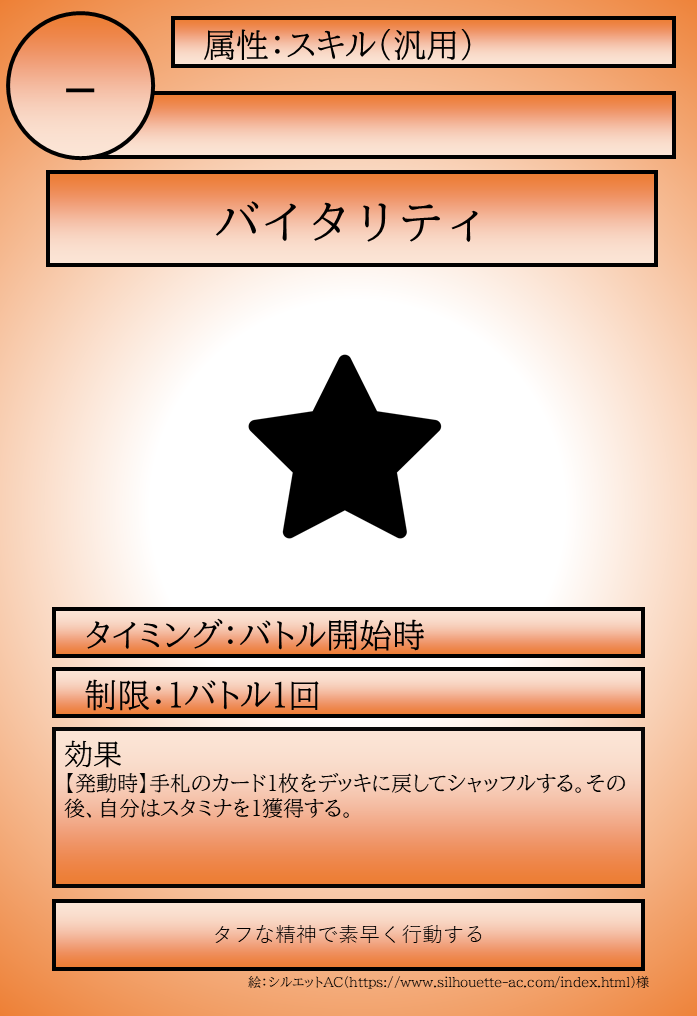 属性：スキル（汎用）
－
バイタリティ
タイミング：バトル開始時
制限：1バトル1回
効果
【発動時】手札のカード1枚をデッキに戻してシャッフルする。その
後、自分はスタミナを1獲得する。
タフな精神で素早く行動する
絵：シルエットAC（https://www.silhouette-ac.com/index.html）様